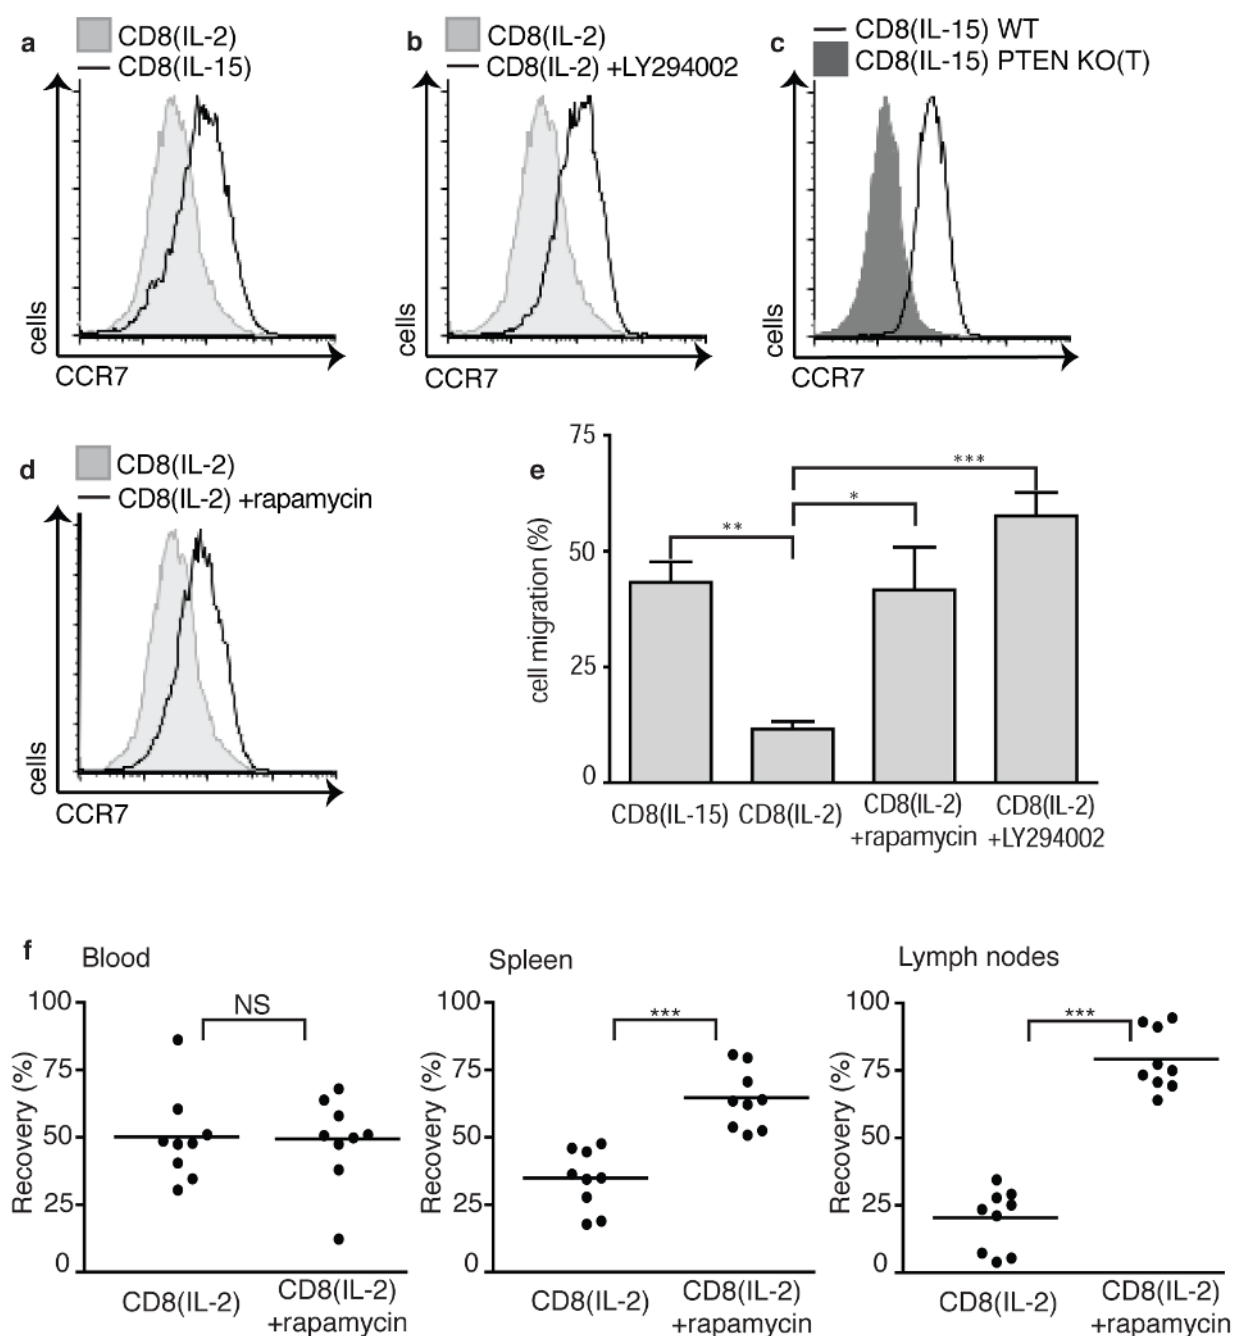 a
CD8(IL-2)
CD8(IL-15)
cells
CCR7
b
CD8(IL-2)
CD8(IL-2) +LY294002
cells
CCR7
c
CD8(IL-15) WT
CD8(IL-15) PTEN KO(T)
cells
CCR7
d
CD8(IL-2)
CD8(IL-2) +rapamycin
cells
CCR7
e
cell migration (%)
75
50
25
0
***
*
**
CD8(IL-15)
CD8(IL-2)
CD8(IL-2)
+rapamycin
CD8(IL-2)
+LY294002
f
Blood
Recovery (%)
100
75
50
25
0
NS
CD8(IL-2)
CD8(IL-2)
+rapamycin
Spleen
Recovery (%)
100
75
50
25
0
***
CD8(IL-2)
CD8(IL-2)
+rapamycin
Lymph nodes
Recovery (%)
100
75
50
25
0
***
CD8(IL-2)
CD8(IL-2)
+rapamycin